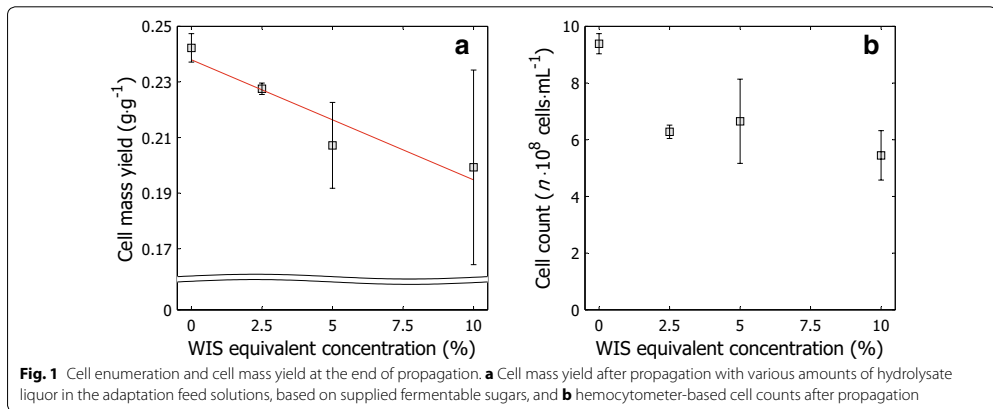 a
0.25
0.23
0.21
0.19
0.17
0
Cell mass yield (g·g⁻¹)
0 2.5 5 7.5 10
WIS equivalent concentration (%)
b
10
8
6
4
2
0
Cell count (n·10⁸ cells·mL⁻¹)
0 2.5 5 7.5 10
WIS equivalent concentration (%)
Fig. 1 Cell enumeration and cell mass yield at the end of propagation. a Cell mass yield after propagation with various amounts of hydrolysate
liquor in the adaptation feed solutions, based on supplied fermentable sugars, and b hemocytometer-based cell counts after propagation